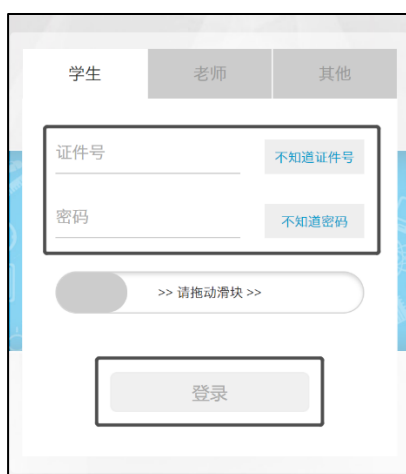 学生 老师 其他
证件号 不知道证件号
密码 不知道密码
>> 请拖动滑块 >>
登录